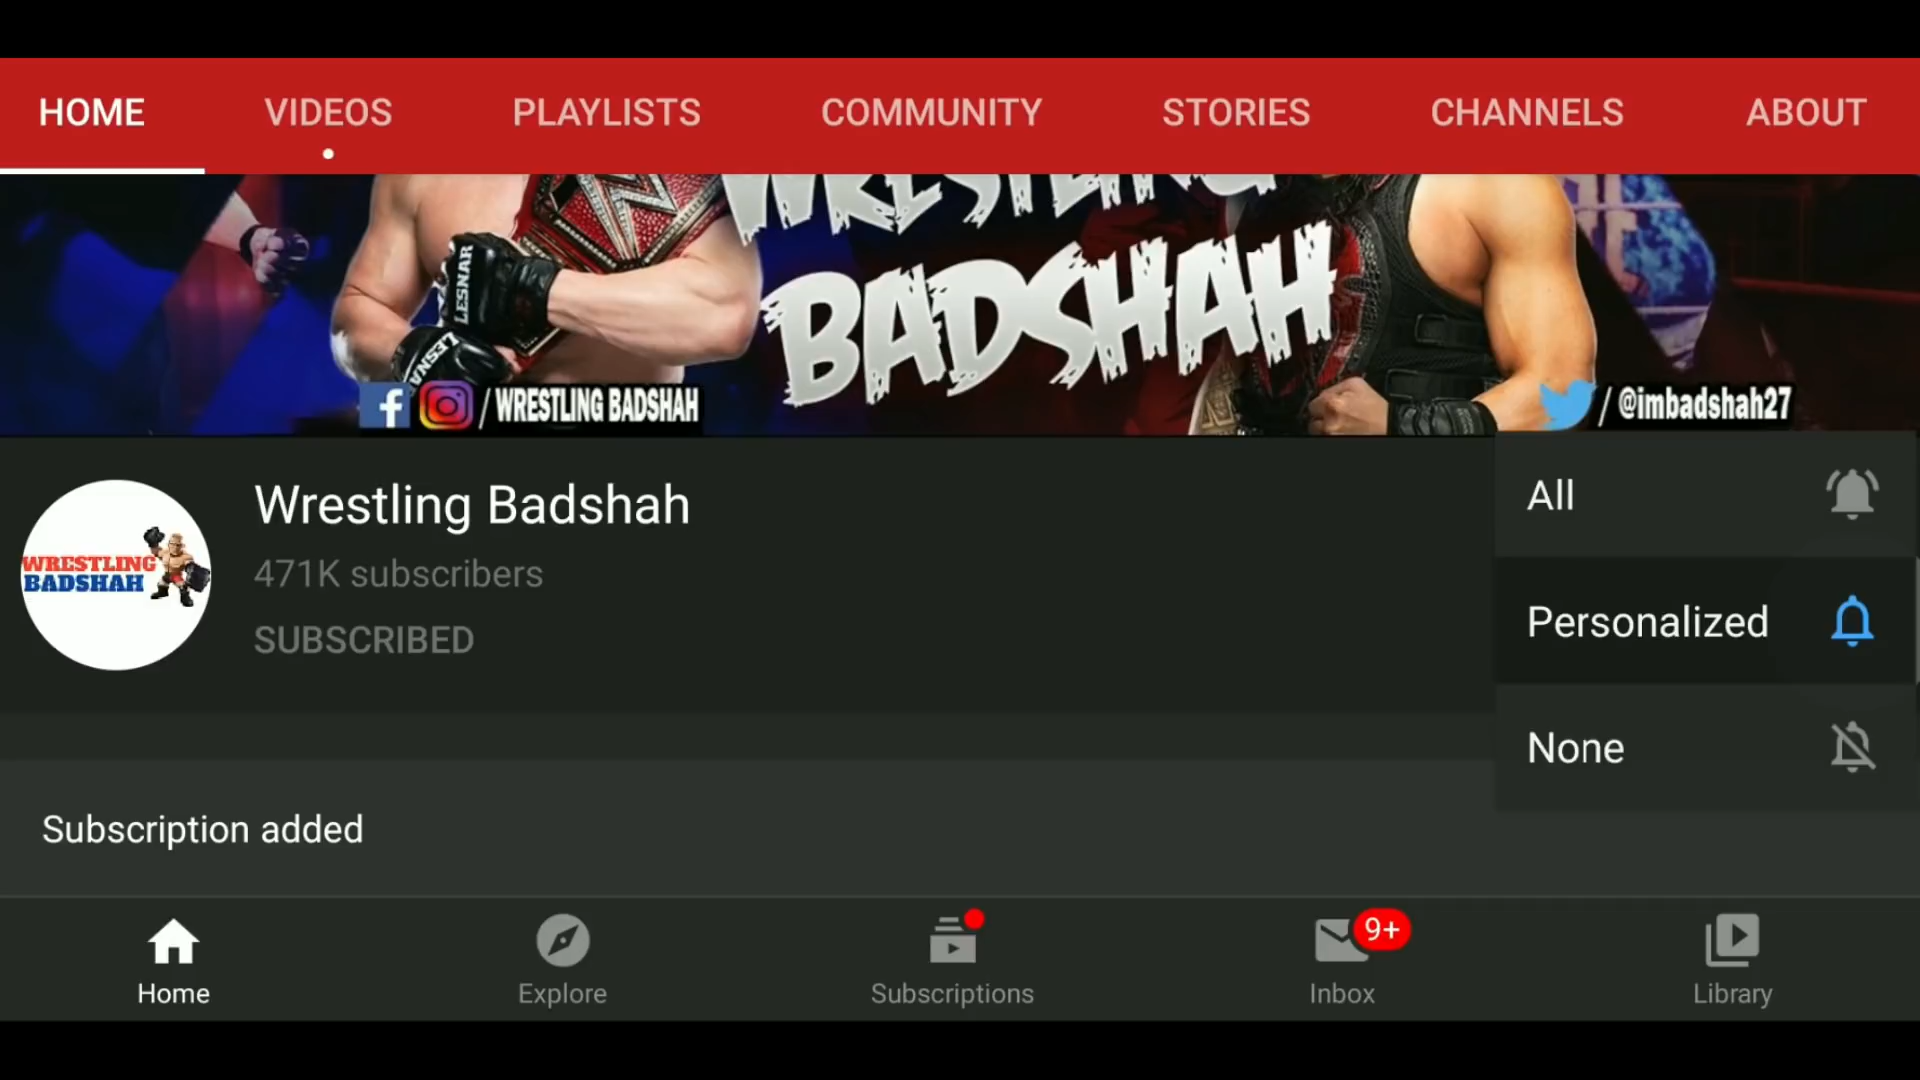 HOME VIDEOS PLAYLISTS COMMUNITY STORIES CHANNELS ABOUT
WRESTLING
BADSHAH
LESNAR
f / WRESTLING BADSHAH
/ @imbadshah27
WRESTLING
BADSHAH
Wrestling Badshah
471K subscribers
SUBSCRIBED
All
Personalized
None
Subscription added
9+
Home Explore Subscriptions Inbox Library